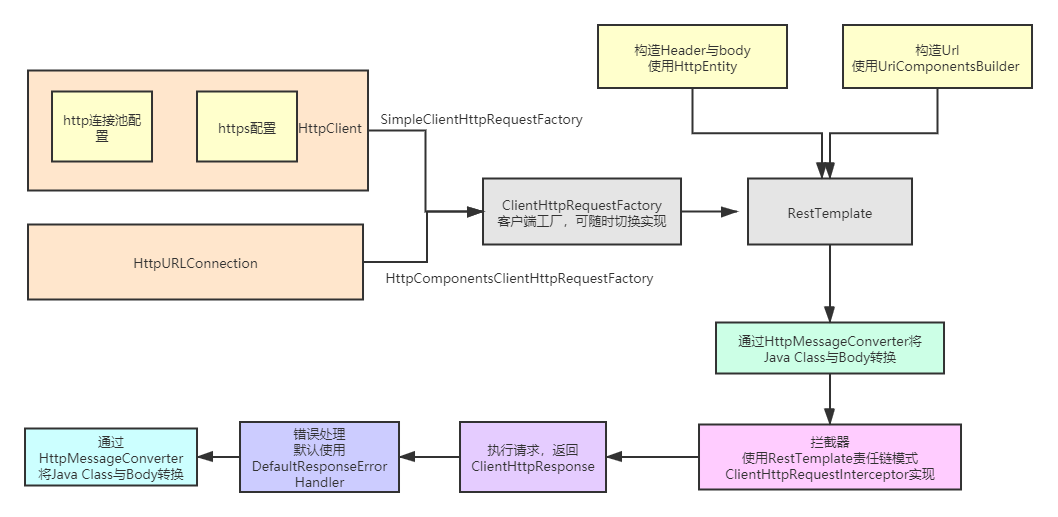 构造Header与body
使用HttpEntity
构造Url
使用UriComponentsBuilder
http连接池配
置
https配置
HttpClient
SimpleClientHttpRequestFactory
ClientHttpRequestFactory
客户端工厂，可随时切换实现
RestTemplate
HttpURLConnection
HttpComponentsClientHttpRequestFactory
通过HttpMessageConverter将
Java Class与Body转换
拦截器
使用RestTemplate责任链模式
ClientHttpRequestInterceptor实现
执行请求，返回
ClientHttpResponse
错误处理
默认使用
DefaultResponseError
Handler
通过
HttpMessageConverter
将Java Class与Body转换